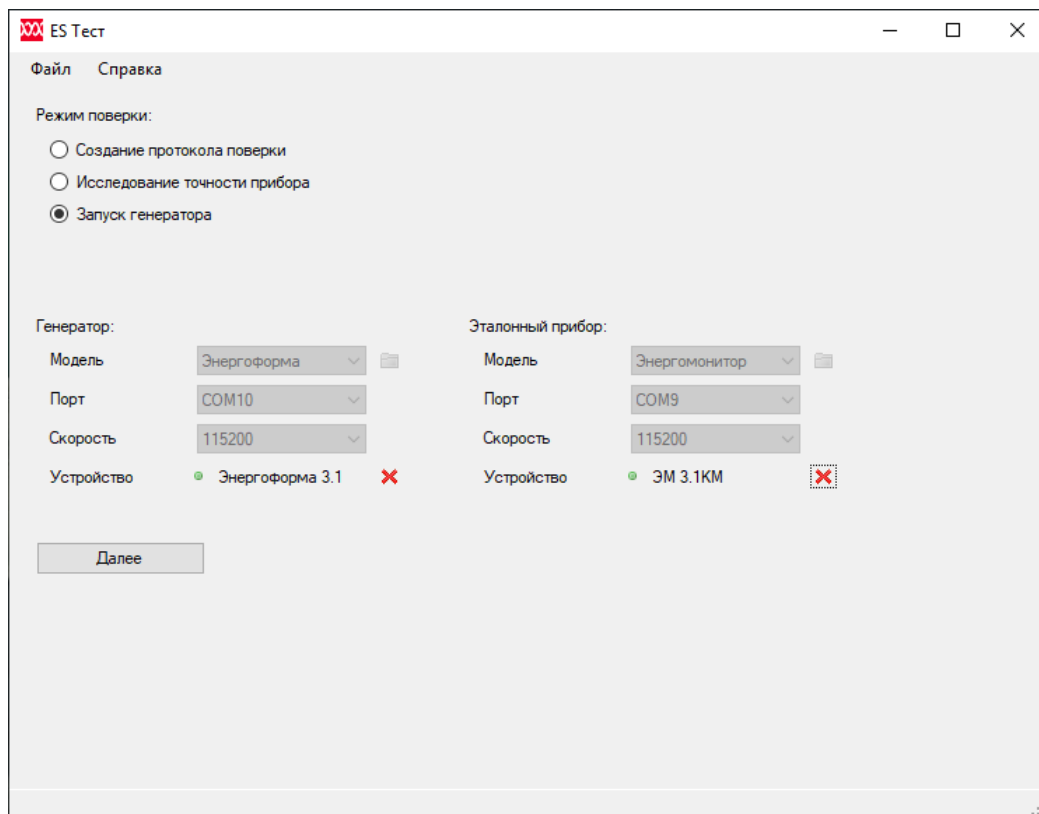 ES Тест
Файл Справка
Режим поверки:
Создание протокола поверки
Исследование точности прибора
Запуск генератора
Генератор: Эталонный прибор:
Модель Энергоформа Модель Энергомонитор
Порт COM10 Порт COM9
Скорость 115200 Скорость 115200
Устройство Энергоформа 3.1 Устройство ЭМ 3.1КМ
Далее